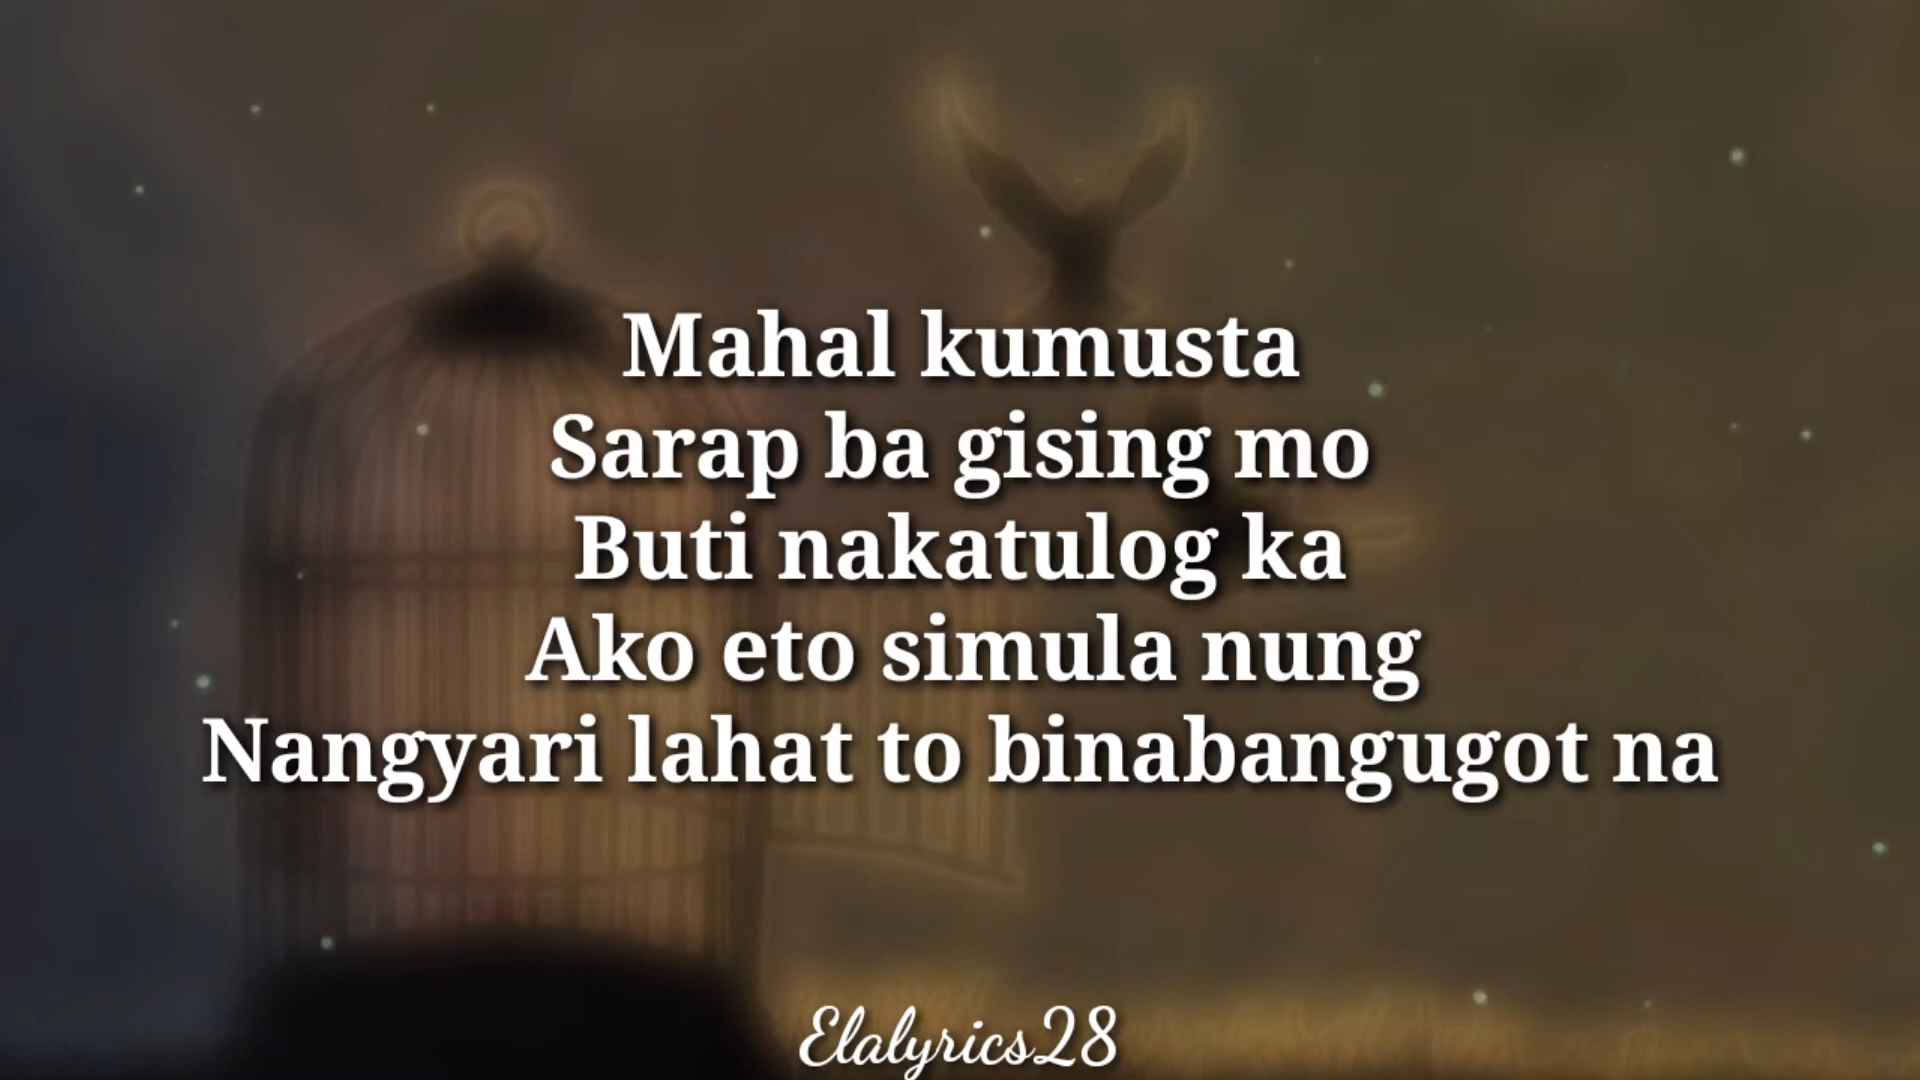 Mahal kumusta
Sarap ba gising mo
Buti nakatulog ka
Ako eto simula nung
Nangyari lahat to binabangugot na
Elalyrics28